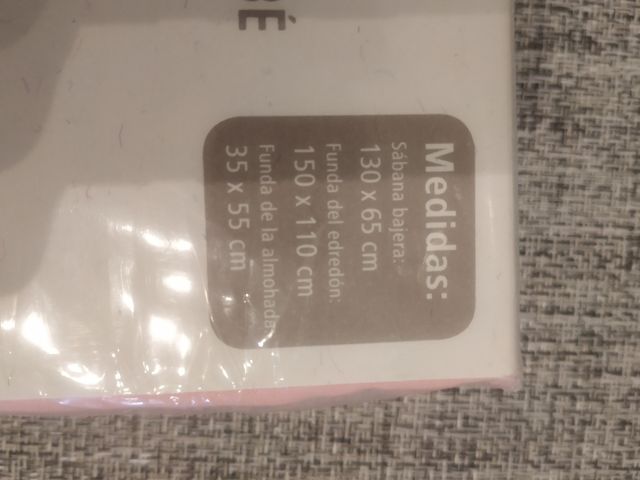 BÉ
Medidas:
Sábana bajera:
130 x 65 cm
Funda del edredón:
150 x 110 cm
Funda de la almohada
35 x 55 cm